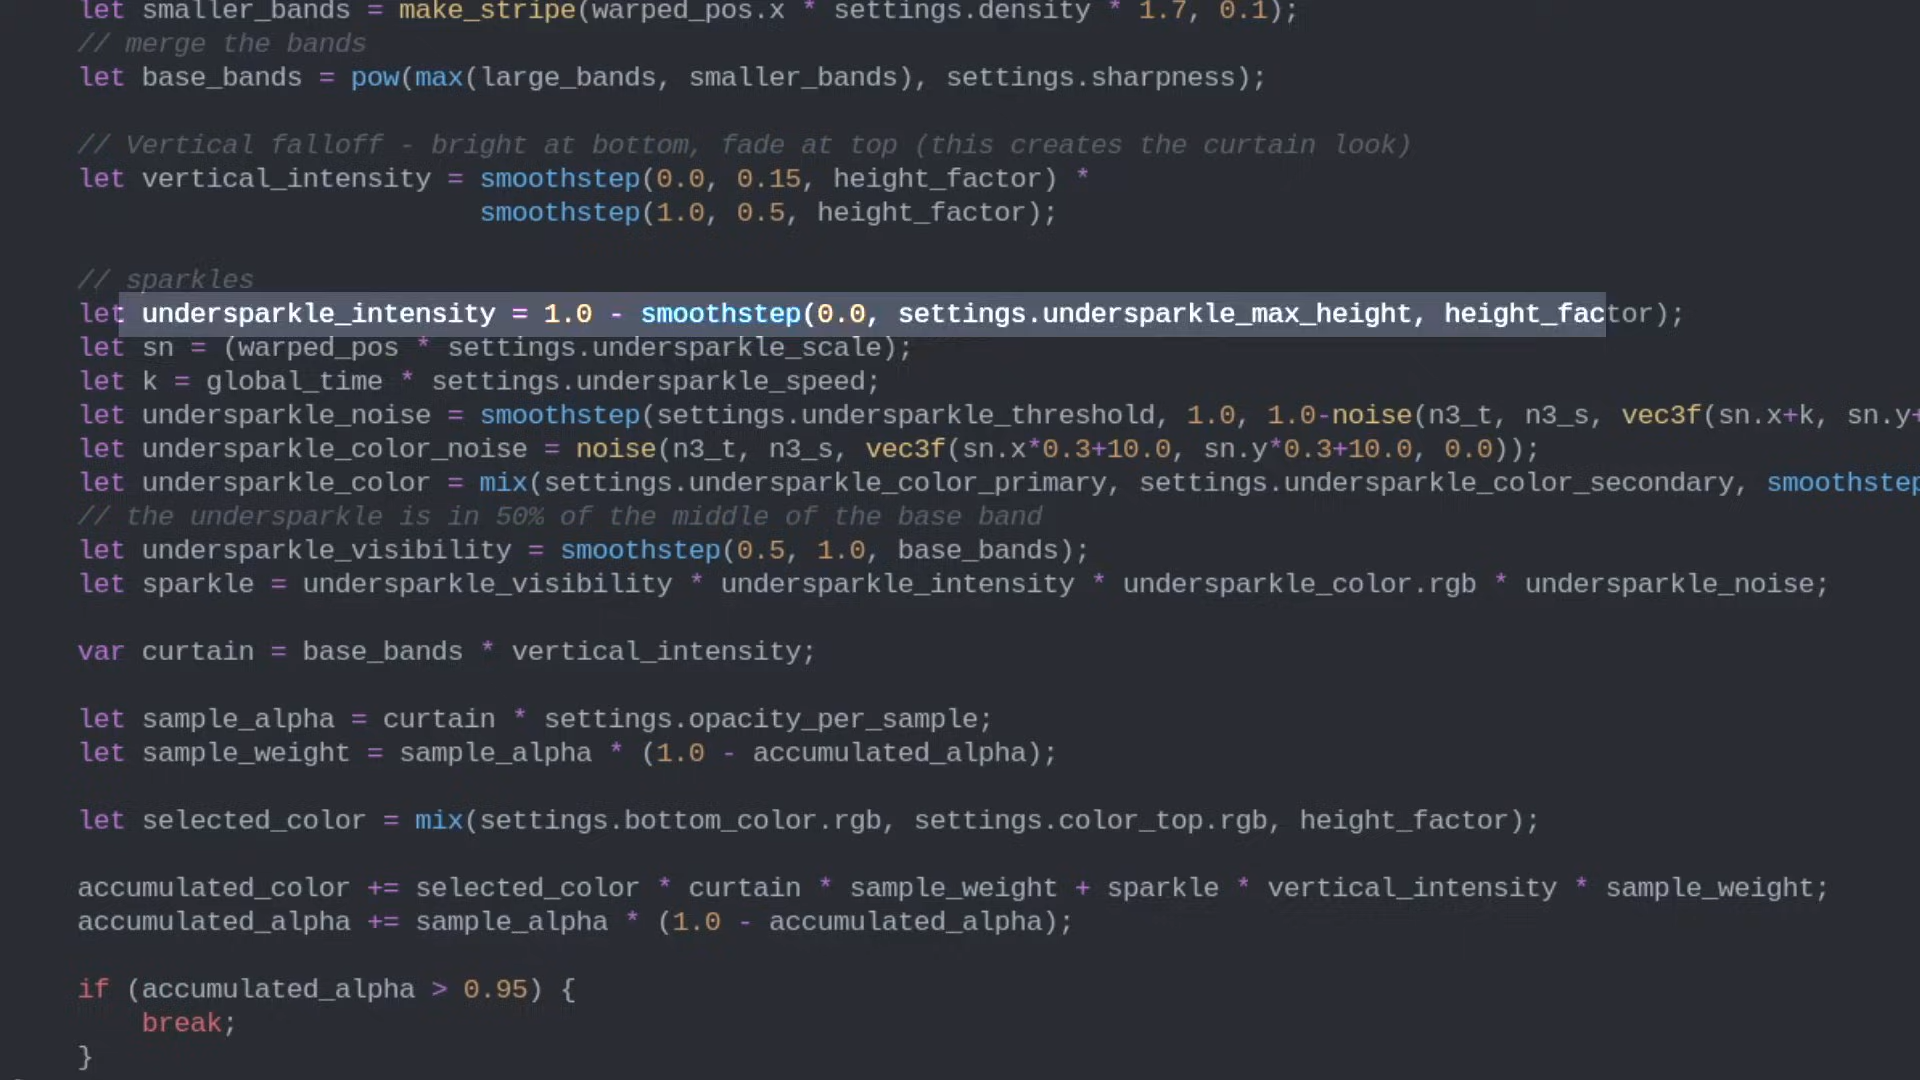 let smaller_bands = make_stripe(warped_pos.x * settings.density * 1.7, 0.1);
// merge the bands
let base_bands = pow(max(large_bands, smaller_bands), settings.sharpness);
// Vertical falloff - bright at bottom, fade at top (this creates the curtain look)
let vertical_intensity = smoothstep(0.0, 0.15, height_factor) *
smoothstep(1.0, 0.5, height_factor);
// sparkles
let undersparkle_intensity = 1.0 - smoothstep(0.0, settings.undersparkle_max_height, height_factor);
let sn = (warped_pos * settings.undersparkle_scale);
let k = global_time * settings.undersparkle_speed;
let undersparkle_noise = smoothstep(settings.undersparkle_threshold, 1.0, 1.0-noise(n3_t, n3_s, vec3f(sn.x+k, sn.y+
let undersparkle_color_noise = noise(n3_t, n3_s, vec3f(sn.x*0.3+10.0, sn.y*0.3+10.0, 0.0));
let undersparkle_color = mix(settings.undersparkle_color_primary, settings.undersparkle_color_secondary, smoothstep
// the undersparkle is in 50% of the middle of the base band
let undersparkle_visibility = smoothstep(0.5, 1.0, base_bands);
let sparkle = undersparkle_visibility * undersparkle_intensity * undersparkle_color.rgb * undersparkle_noise;
var curtain = base_bands * vertical_intensity;
let sample_alpha = curtain * settings.opacity_per_sample;
let sample_weight = sample_alpha * (1.0 - accumulated_alpha);
let selected_color = mix(settings.bottom_color.rgb, settings.color_top.rgb, height_factor);
accumulated_color += selected_color * curtain * sample_weight + sparkle * vertical_intensity * sample_weight;
accumulated_alpha += sample_alpha * (1.0 - accumulated_alpha);
if (accumulated_alpha > 0.95) {
break;
}